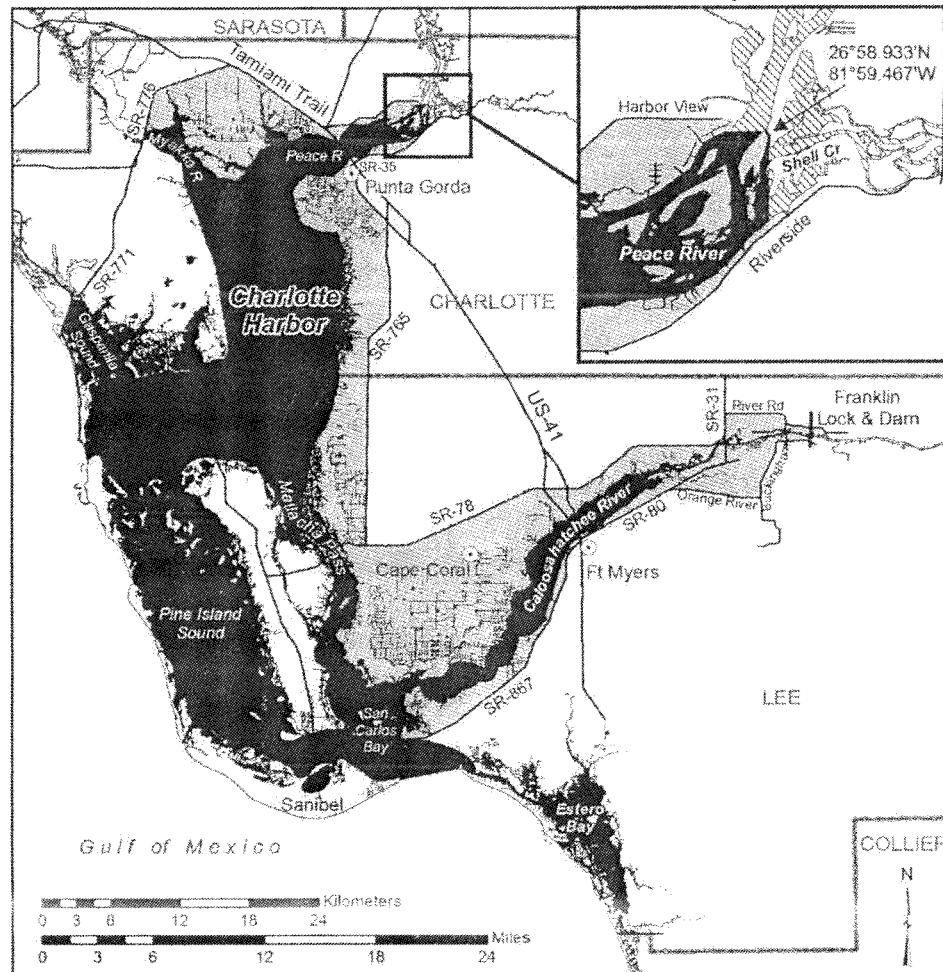 SARASOTA
Tamiami Trail
SR-776
Myakka R
Peace R
SR-35
Punta Gorda
26°58.933'N
81°59.467'W
Harbor View
Shell Cr
Peace River
Riverside
SR-771
Gasparilla
Sound
Charlotte
Harbor
CHARLOTTE
SR-765
US-41
SR-31
River Rd
Franklin
Lock & Dam
Orange River
SR-78
SR-80
Caloosahatchee River
Matlacha Pass
Cape Coral
Ft Myers
Pine Island
Sound
SR-867
LEE
San
Carlos
Bay
Sanibel
Estero
Bay
Gulf of Mexico
COLLIER
N
Kilometers
0 3 6 12 18 24
Miles
0 3 6 12 18 24